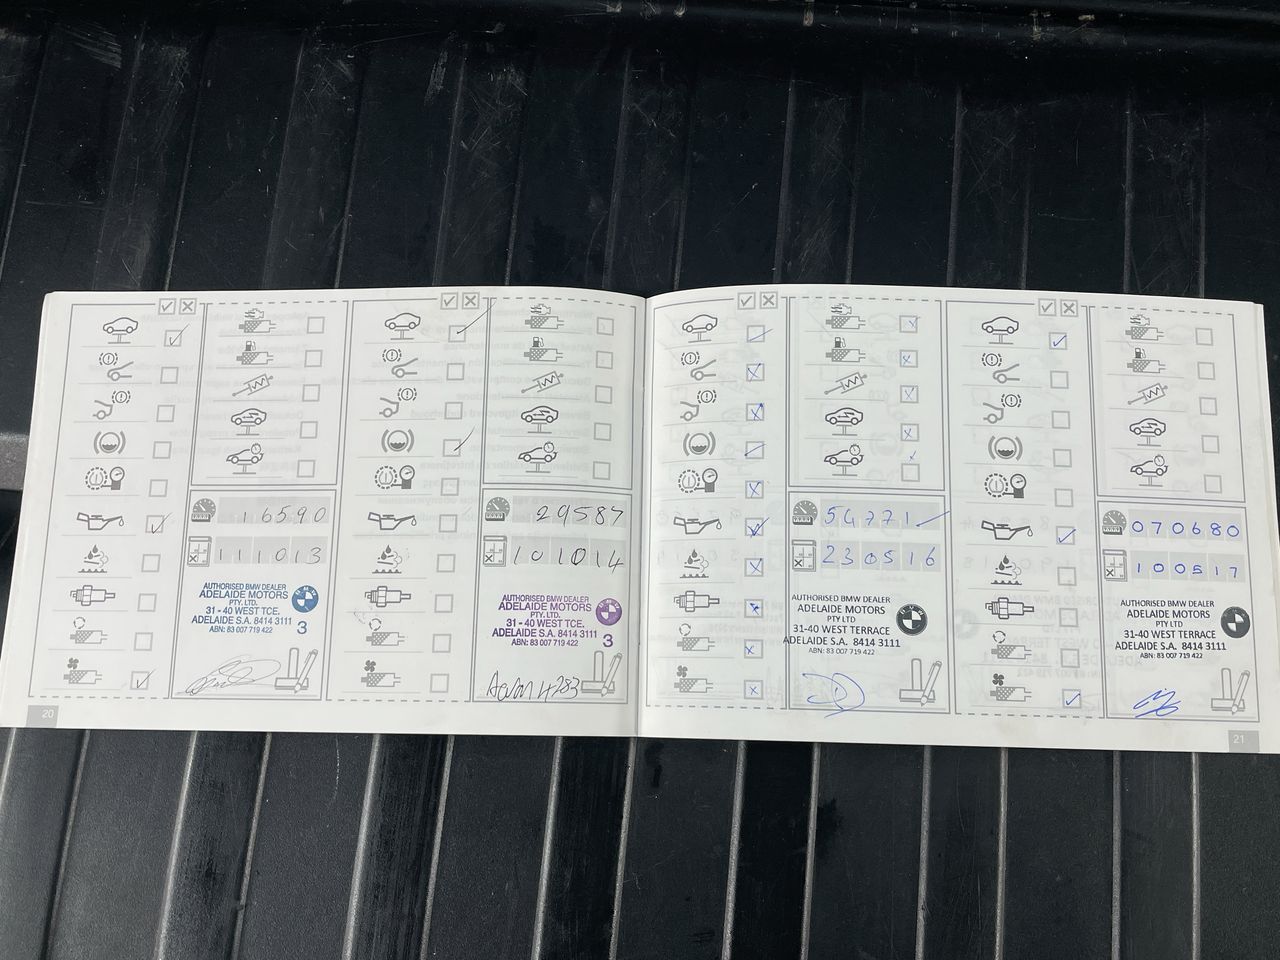 16590
111013
AUTHORISED BMW DEALER
ADELAIDE MOTORS
PTY. LTD.
31 - 40 WEST TCE.
ADELAIDE S.A. 8414 3111
ABN: 83 007 719 422
3
20
29587
101014
AUTHORISED BMW DEALER
ADELAIDE MOTORS
PTY. LTD.
31 - 40 WEST TCE.
ADELAIDE S.A. 8414 3111
ABN: 83 007 719 422
3
4283
54771
230516
AUTHORISED BMW DEALER
ADELAIDE MOTORS
PTY LTD
31-40 WEST TERRACE
ADELAIDE S.A. 8414 3111
ABN: 83 007 719 422
070680
100517
AUTHORISED BMW DEALER
ADELAIDE MOTORS
PTY LTD
31-40 WEST TERRACE
ADELAIDE S.A. 8414 3111
ABN: 83 007 719 422
21